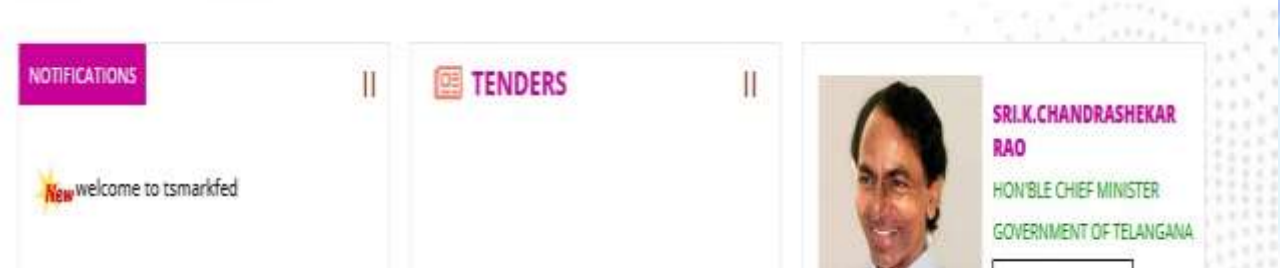 NOTIFICATIONS
New welcome to tsmarkfed
TENDERS
SRI.K.CHANDRASHEKAR
RAO
HON'BLE CHIEF MINISTER
GOVERNMENT OF TELANGANA